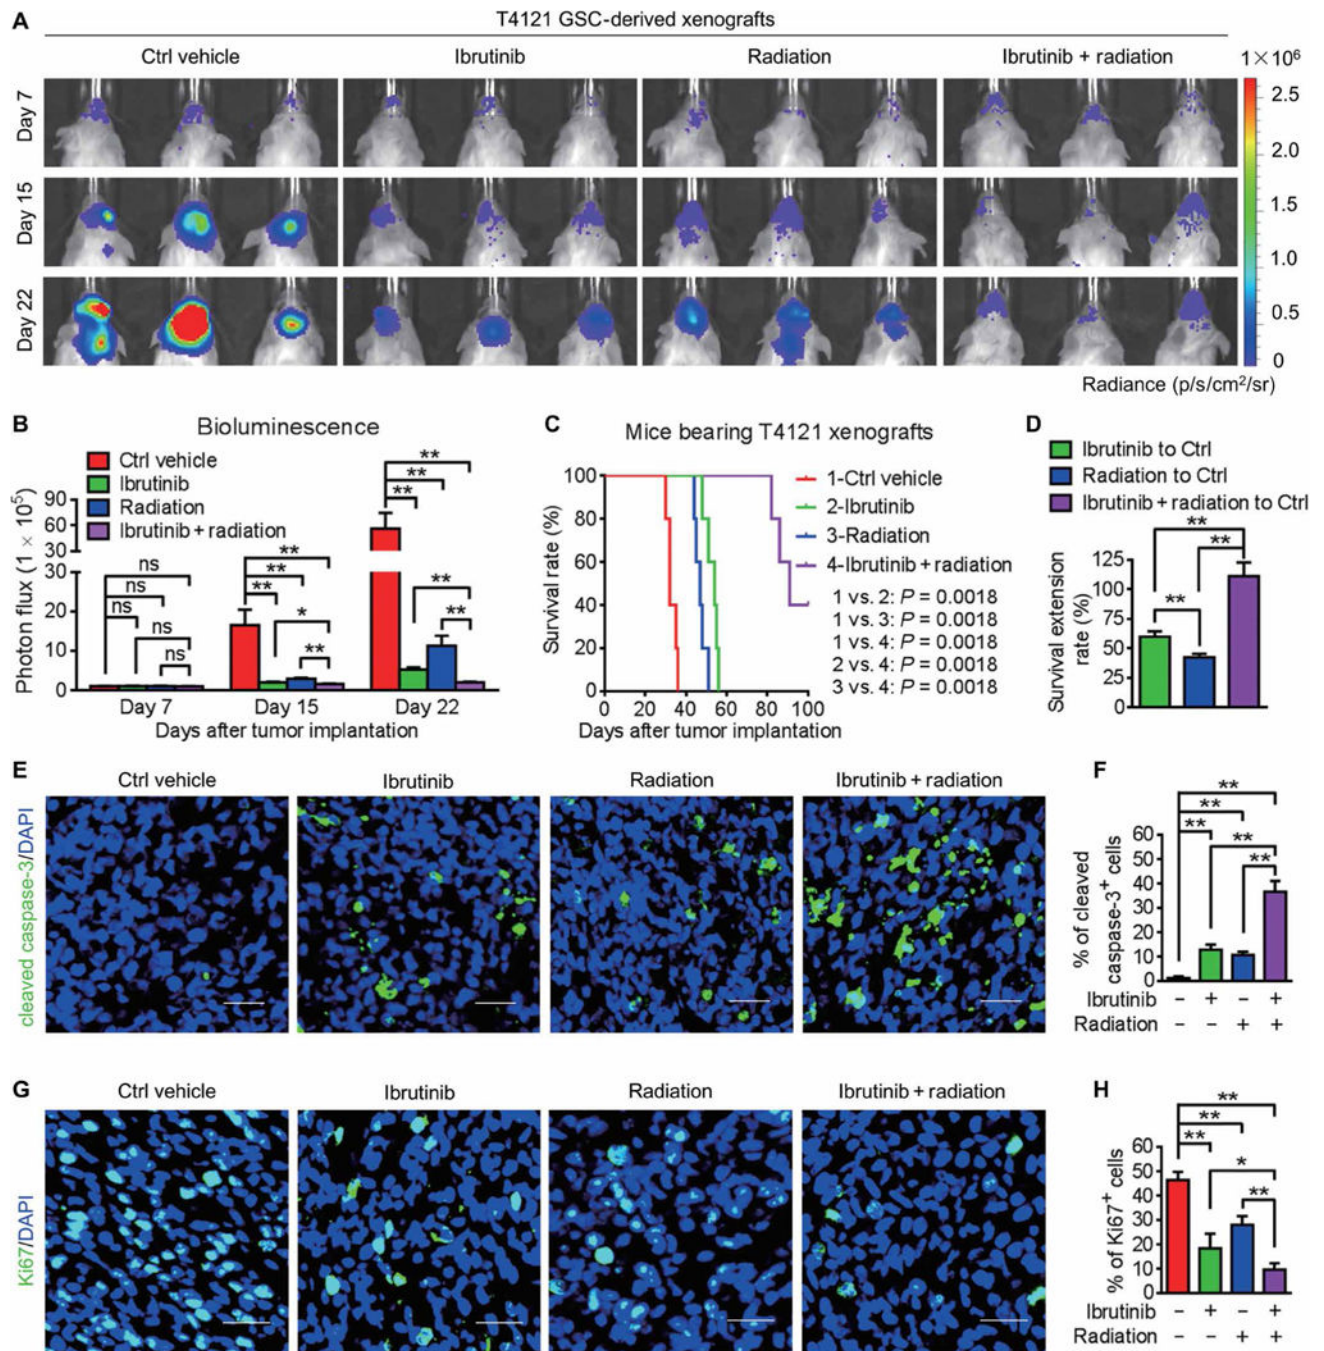 A
T4121 GSC-derived xenografts
Ctrl vehicle
Ibrutinib
Radiation
Ibrutinib + radiation
1×10⁶
Day 7
Day 15
Day 22
2.5
2.0
1.5
1.0
0.5
0
Radiance (p/s/cm²/sr)
B
Bioluminescence
Ctrl vehicle
Ibrutinib
Radiation
Ibrutinib + radiation
Photon flux (1 × 10⁵)
90
60
30
30
20
10
0
ns
ns
ns
ns
ns
**
**
**
*
**
**
**
**
**
**
Day 7
Day 15
Day 22
Days after tumor implantation
C
Mice bearing T4121 xenografts
Survival rate (%)
100
80
60
40
20
0
0 20 40 60 80 100
Days after tumor implantation
1-Ctrl vehicle
2-Ibrutinib
3-Radiation
4-Ibrutinib + radiation
1 vs. 2: P = 0.0018
1 vs. 3: P = 0.0018
1 vs. 4: P = 0.0018
2 vs. 4: P = 0.0018
3 vs. 4: P = 0.0018
D
Ibrutinib to Ctrl
Radiation to Ctrl
Ibrutinib + radiation to Ctrl
Survival extension
rate (%)
125
100
75
50
25
0
**
**
**
E
Ctrl vehicle
Ibrutinib
Radiation
Ibrutinib + radiation
cleaved caspase-3/DAPI
F
% of cleaved
caspase-3⁺ cells
60
50
40
30
20
10
0
**
**
**
**
**
Ibrutinib − + − +
Radiation − − + +
G
Ctrl vehicle
Ibrutinib
Radiation
Ibrutinib + radiation
Ki67/DAPI
H
% of Ki67⁺ cells
60
50
40
30
20
10
0
**
**
**
*
**
Ibrutinib − + − +
Radiation − − + +